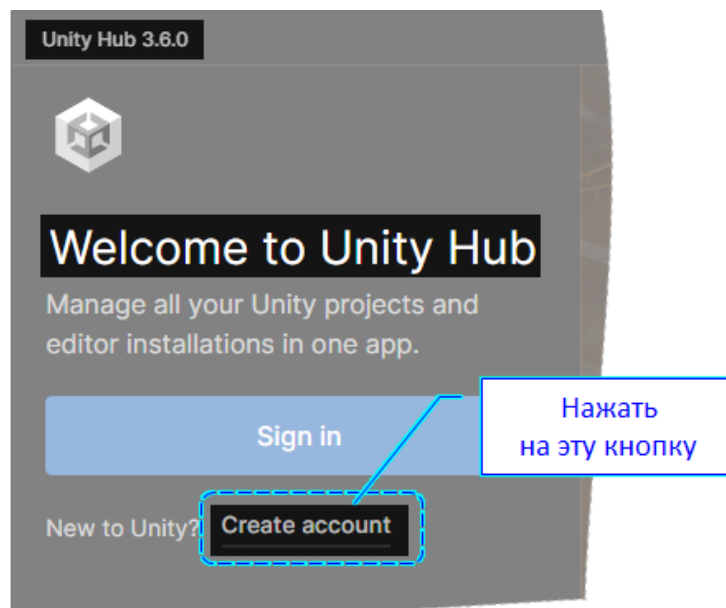 Unity Hub 3.6.0
Welcome to Unity Hub
Manage all your Unity projects and
editor installations in one app.
Sign in
Нажать
на эту кнопку
New to Unity? Create account